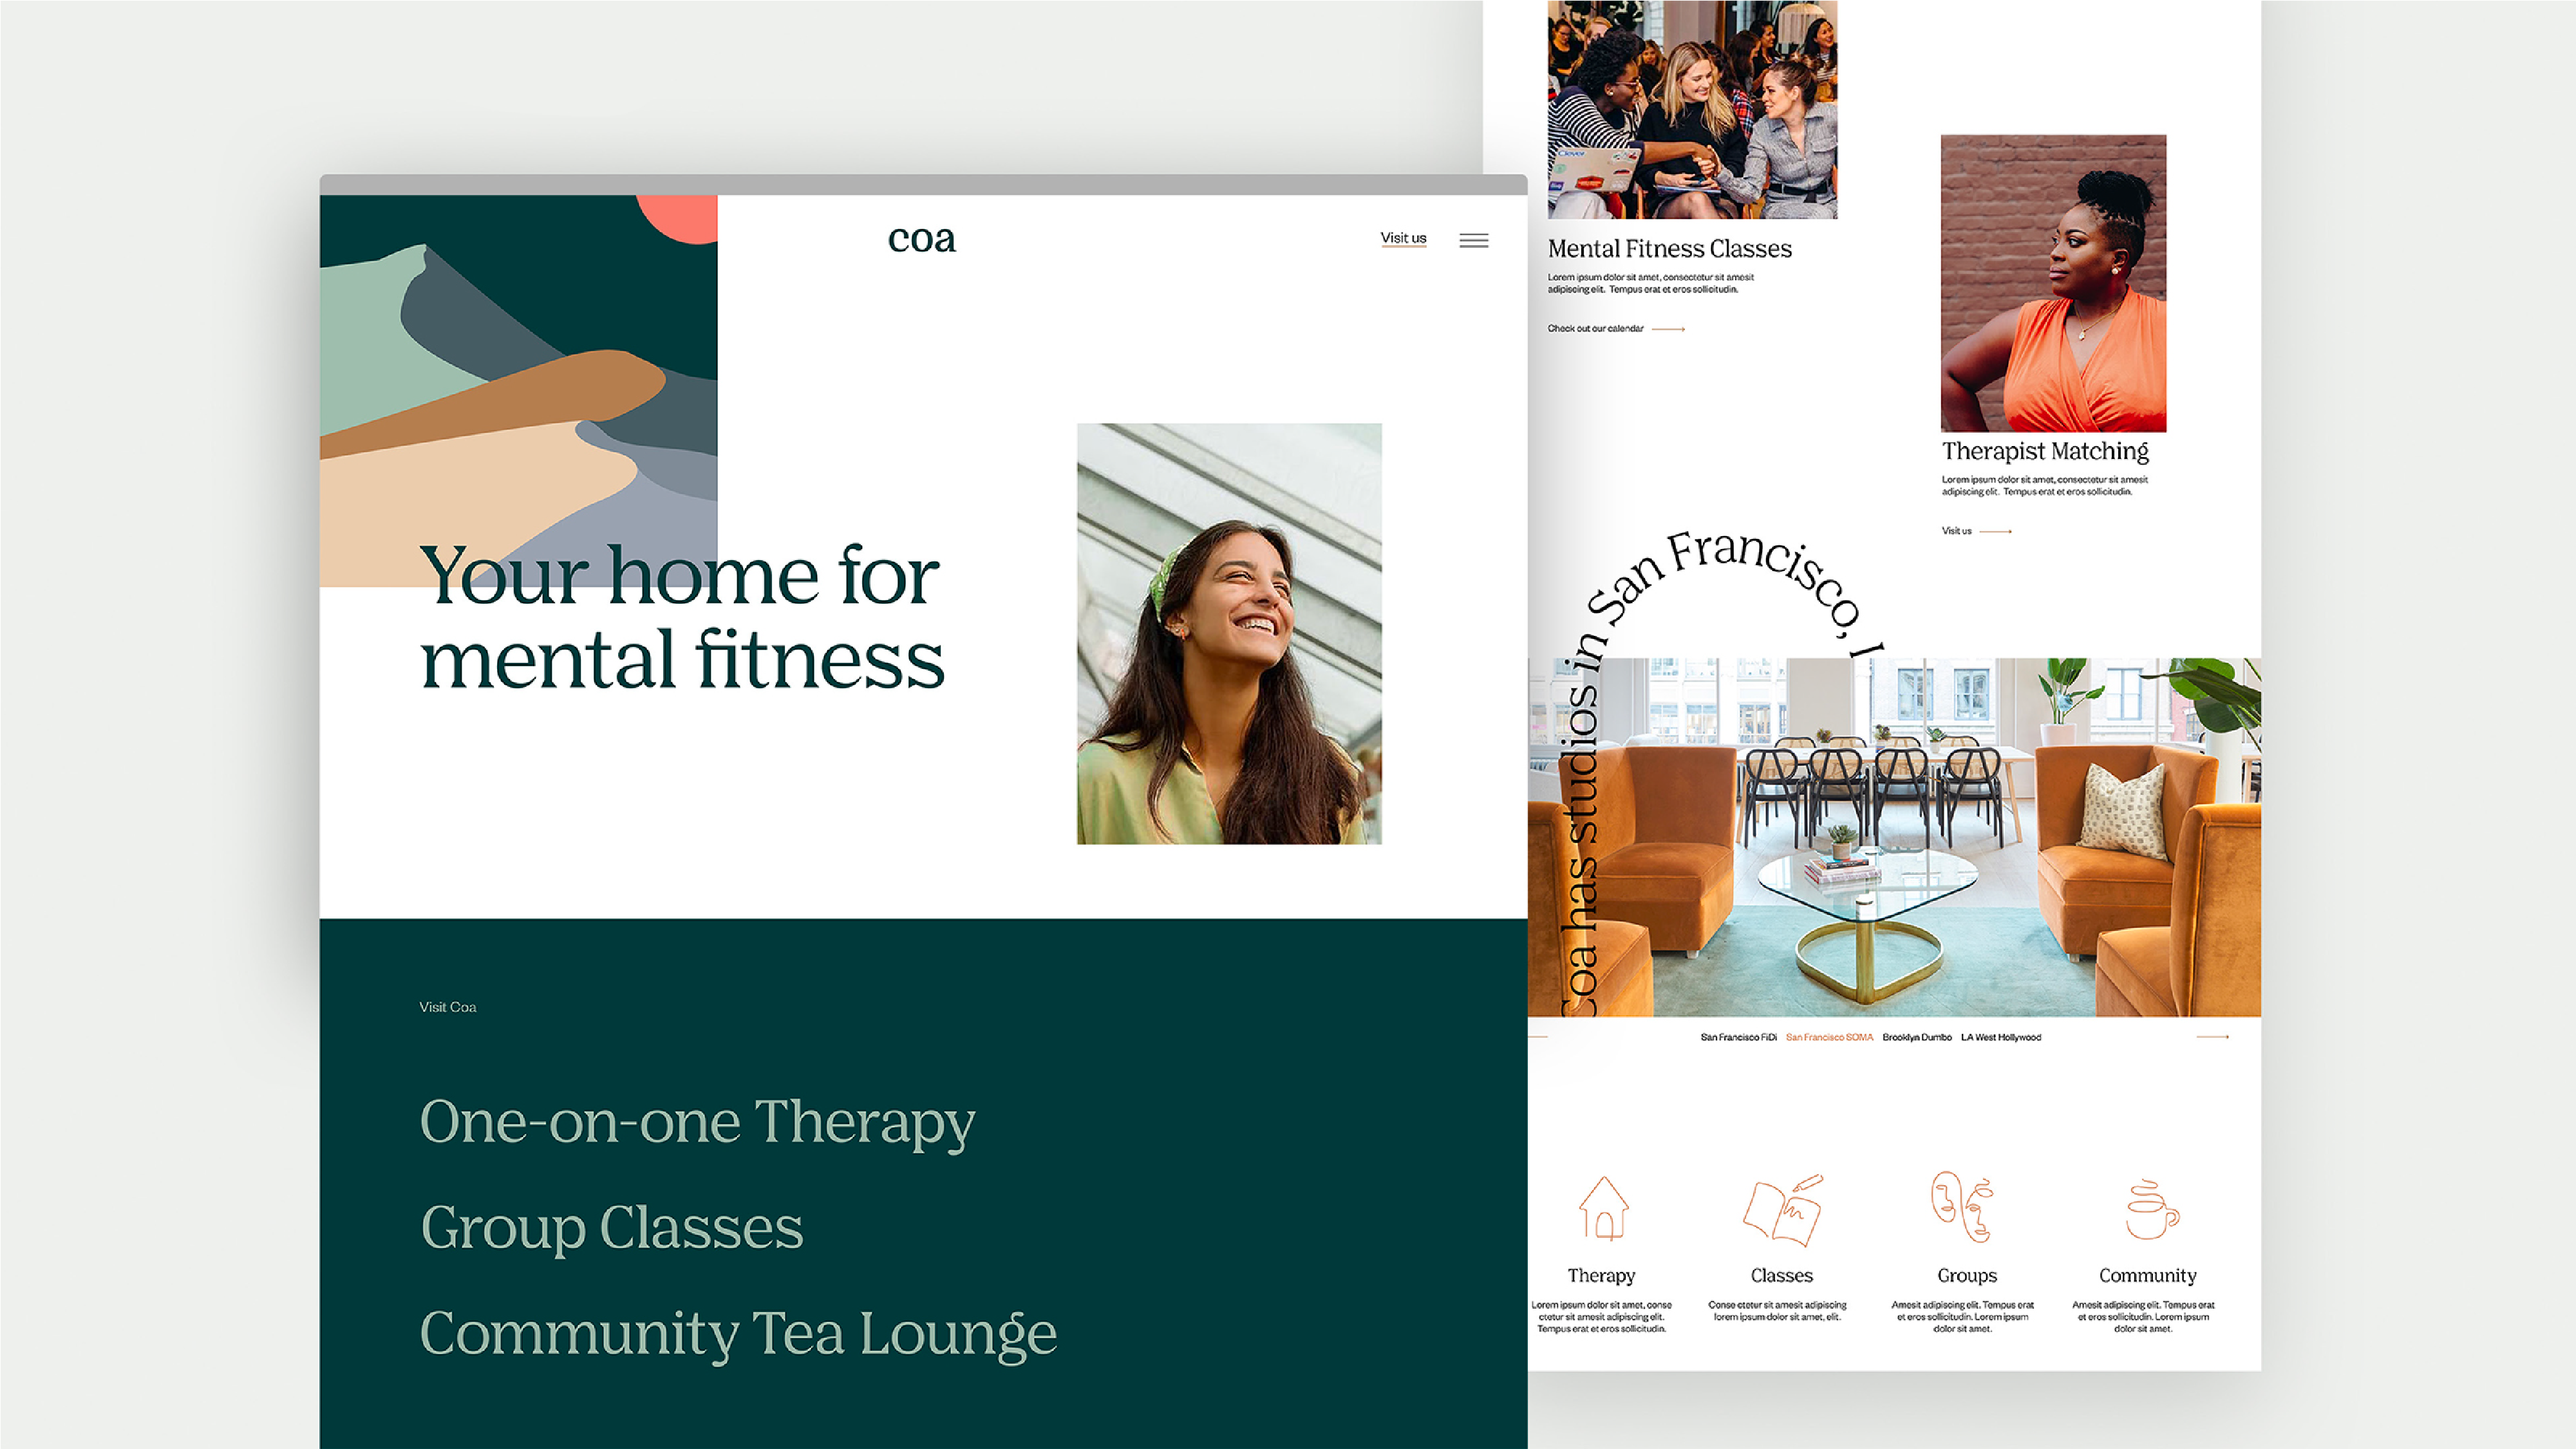 coa
Visit us
Your home for
mental fitness
Visit Coa
One-on-one Therapy
Group Classes
Community Tea Lounge
Clever
Mental Fitness Classes
Lorem ipsum dolor sit amet, consectetur sit amesit
adipiscing elit. Tempus erat et eros sollicitudin.
Check out our calendar
Therapist Matching
Lorem ipsum dolor sit amet, consectetur sit amesit
adipiscing elit. Tempus erat et eros sollicitudin.
Visit us
Coa has studios in San Francisco, 
San Francisco FiDi San Francisco SOMA Brooklyn Dumbo LA West Hollywood
Therapy
Lorem ipsum dolor sit amet, conse
ctetur sit amesit adipiscing elit.
Tempus erat et eros sollicitudin.
Classes
Conse ctetur sit amesit adipiscing
lorem ipsum dolor sit amet, elit.
Groups
Amesit adipiscing elit. Tempus erat
et eros sollicitudin. Lorem ipsum
dolor sit amet.
Community
Amesit adipiscing elit. Tempus erat
et eros sollicitudin. Lorem ipsum
dolor sit amet.